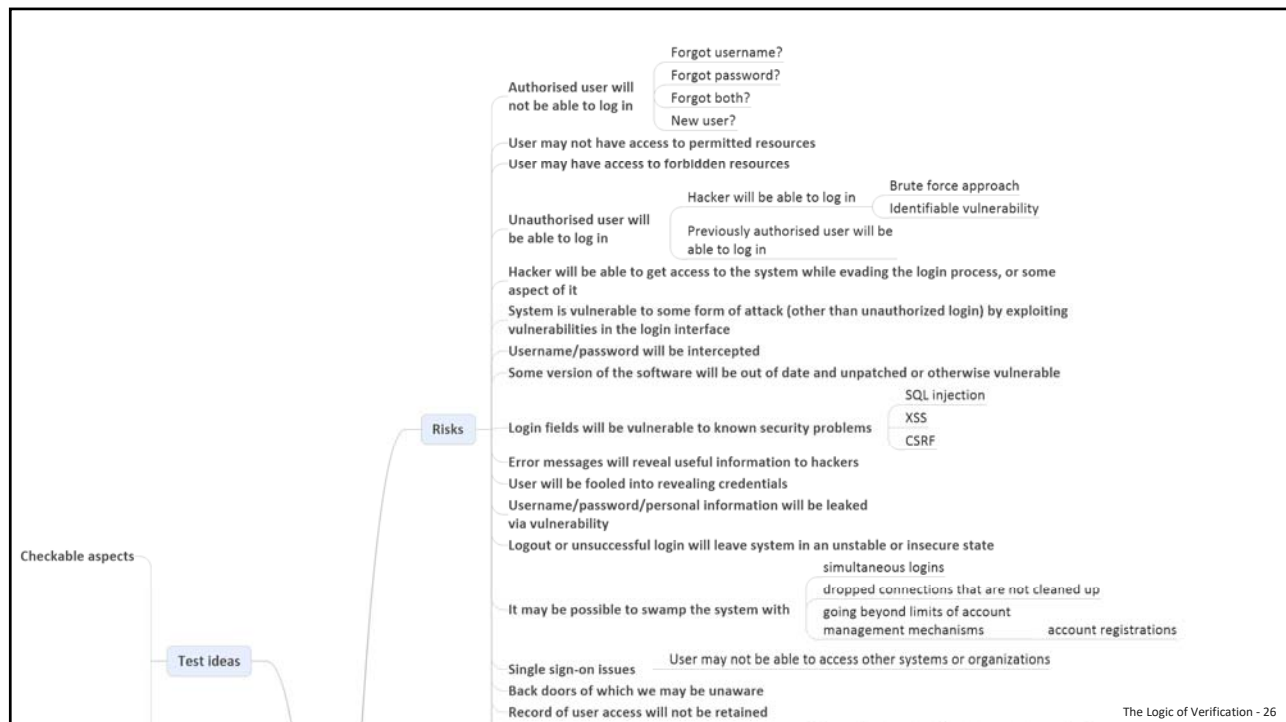 Forgot username?
Forgot password?
Forgot both?
New user?
Authorised user will
not be able to log in
User may not have access to permitted resources
User may have access to forbidden resources
Brute force approach
Identifiable vulnerability
Hacker will be able to log in
Previously authorised user will be
able to log in
Unauthorised user will
be able to log in
Hacker will be able to get access to the system while evading the login process, or some
aspect of it
System is vulnerable to some form of attack (other than unauthorized login) by exploiting
vulnerabilities in the login interface
Username/password will be intercepted
Some version of the software will be out of date and unpatched or otherwise vulnerable
SQL injection
XSS
CSRF
Risks
Login fields will be vulnerable to known security problems
Error messages will reveal useful information to hackers
User will be fooled into revealing credentials
Username/password/personal information will be leaked
via vulnerability
Logout or unsuccessful login will leave system in an unstable or insecure state
Checkable aspects
simultaneous logins
dropped connections that are not cleaned up
It may be possible to swamp the system with
going beyond limits of account
management mechanisms
account registrations
Test ideas
Single sign-on issues
User may not be able to access other systems or organizations
Back doors of which we may be unaware
Record of user access will not be retained
The Logic of Verification - 26